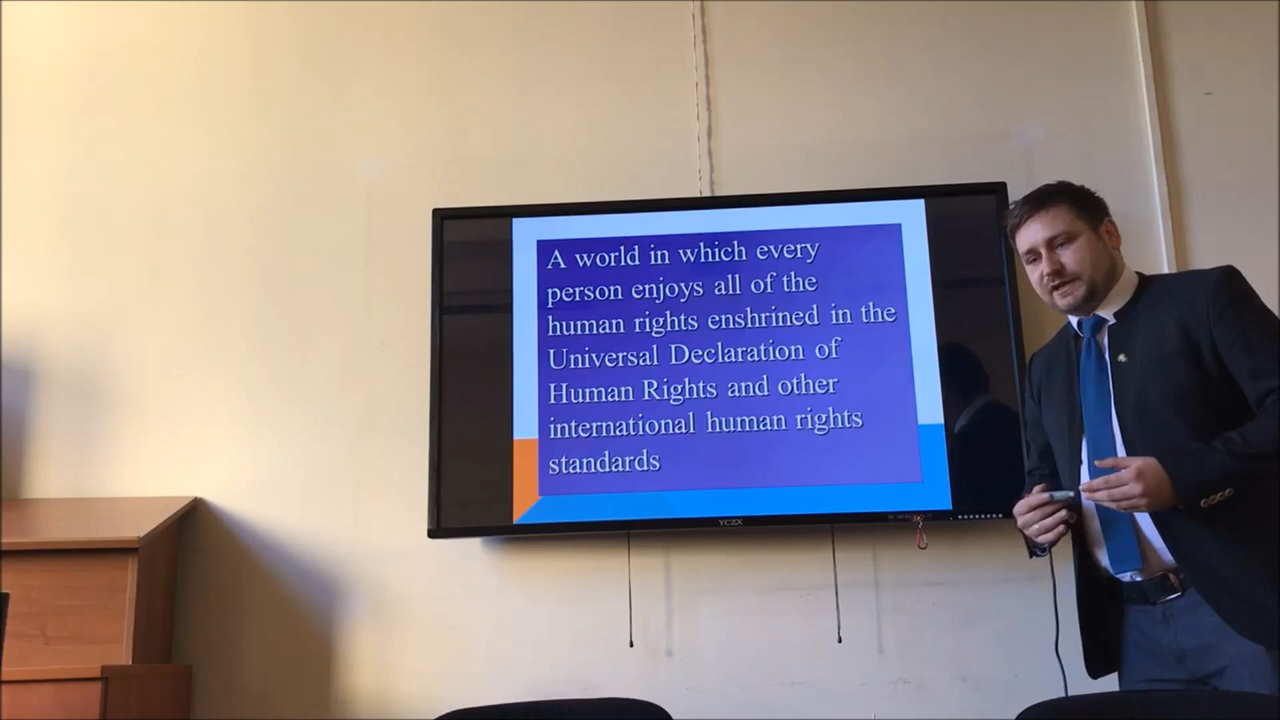 A world in which every
person enjoys all of the
human rights enshrined in the
Universal Declaration of
Human Rights and other
international human rights
standards
YCZX